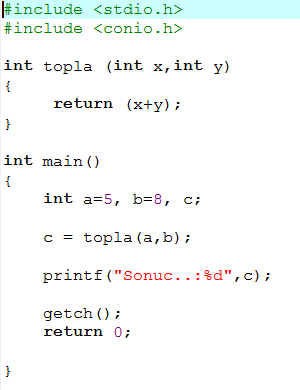 #include <stdio.h>
#include <conio.h>
int topla (int x,int y)
{
return (x+y);
}
int main()
{
int a=5, b=8, c;
c = topla(a,b);
printf("Sonuc..:%d",c);
getch();
return 0;
}